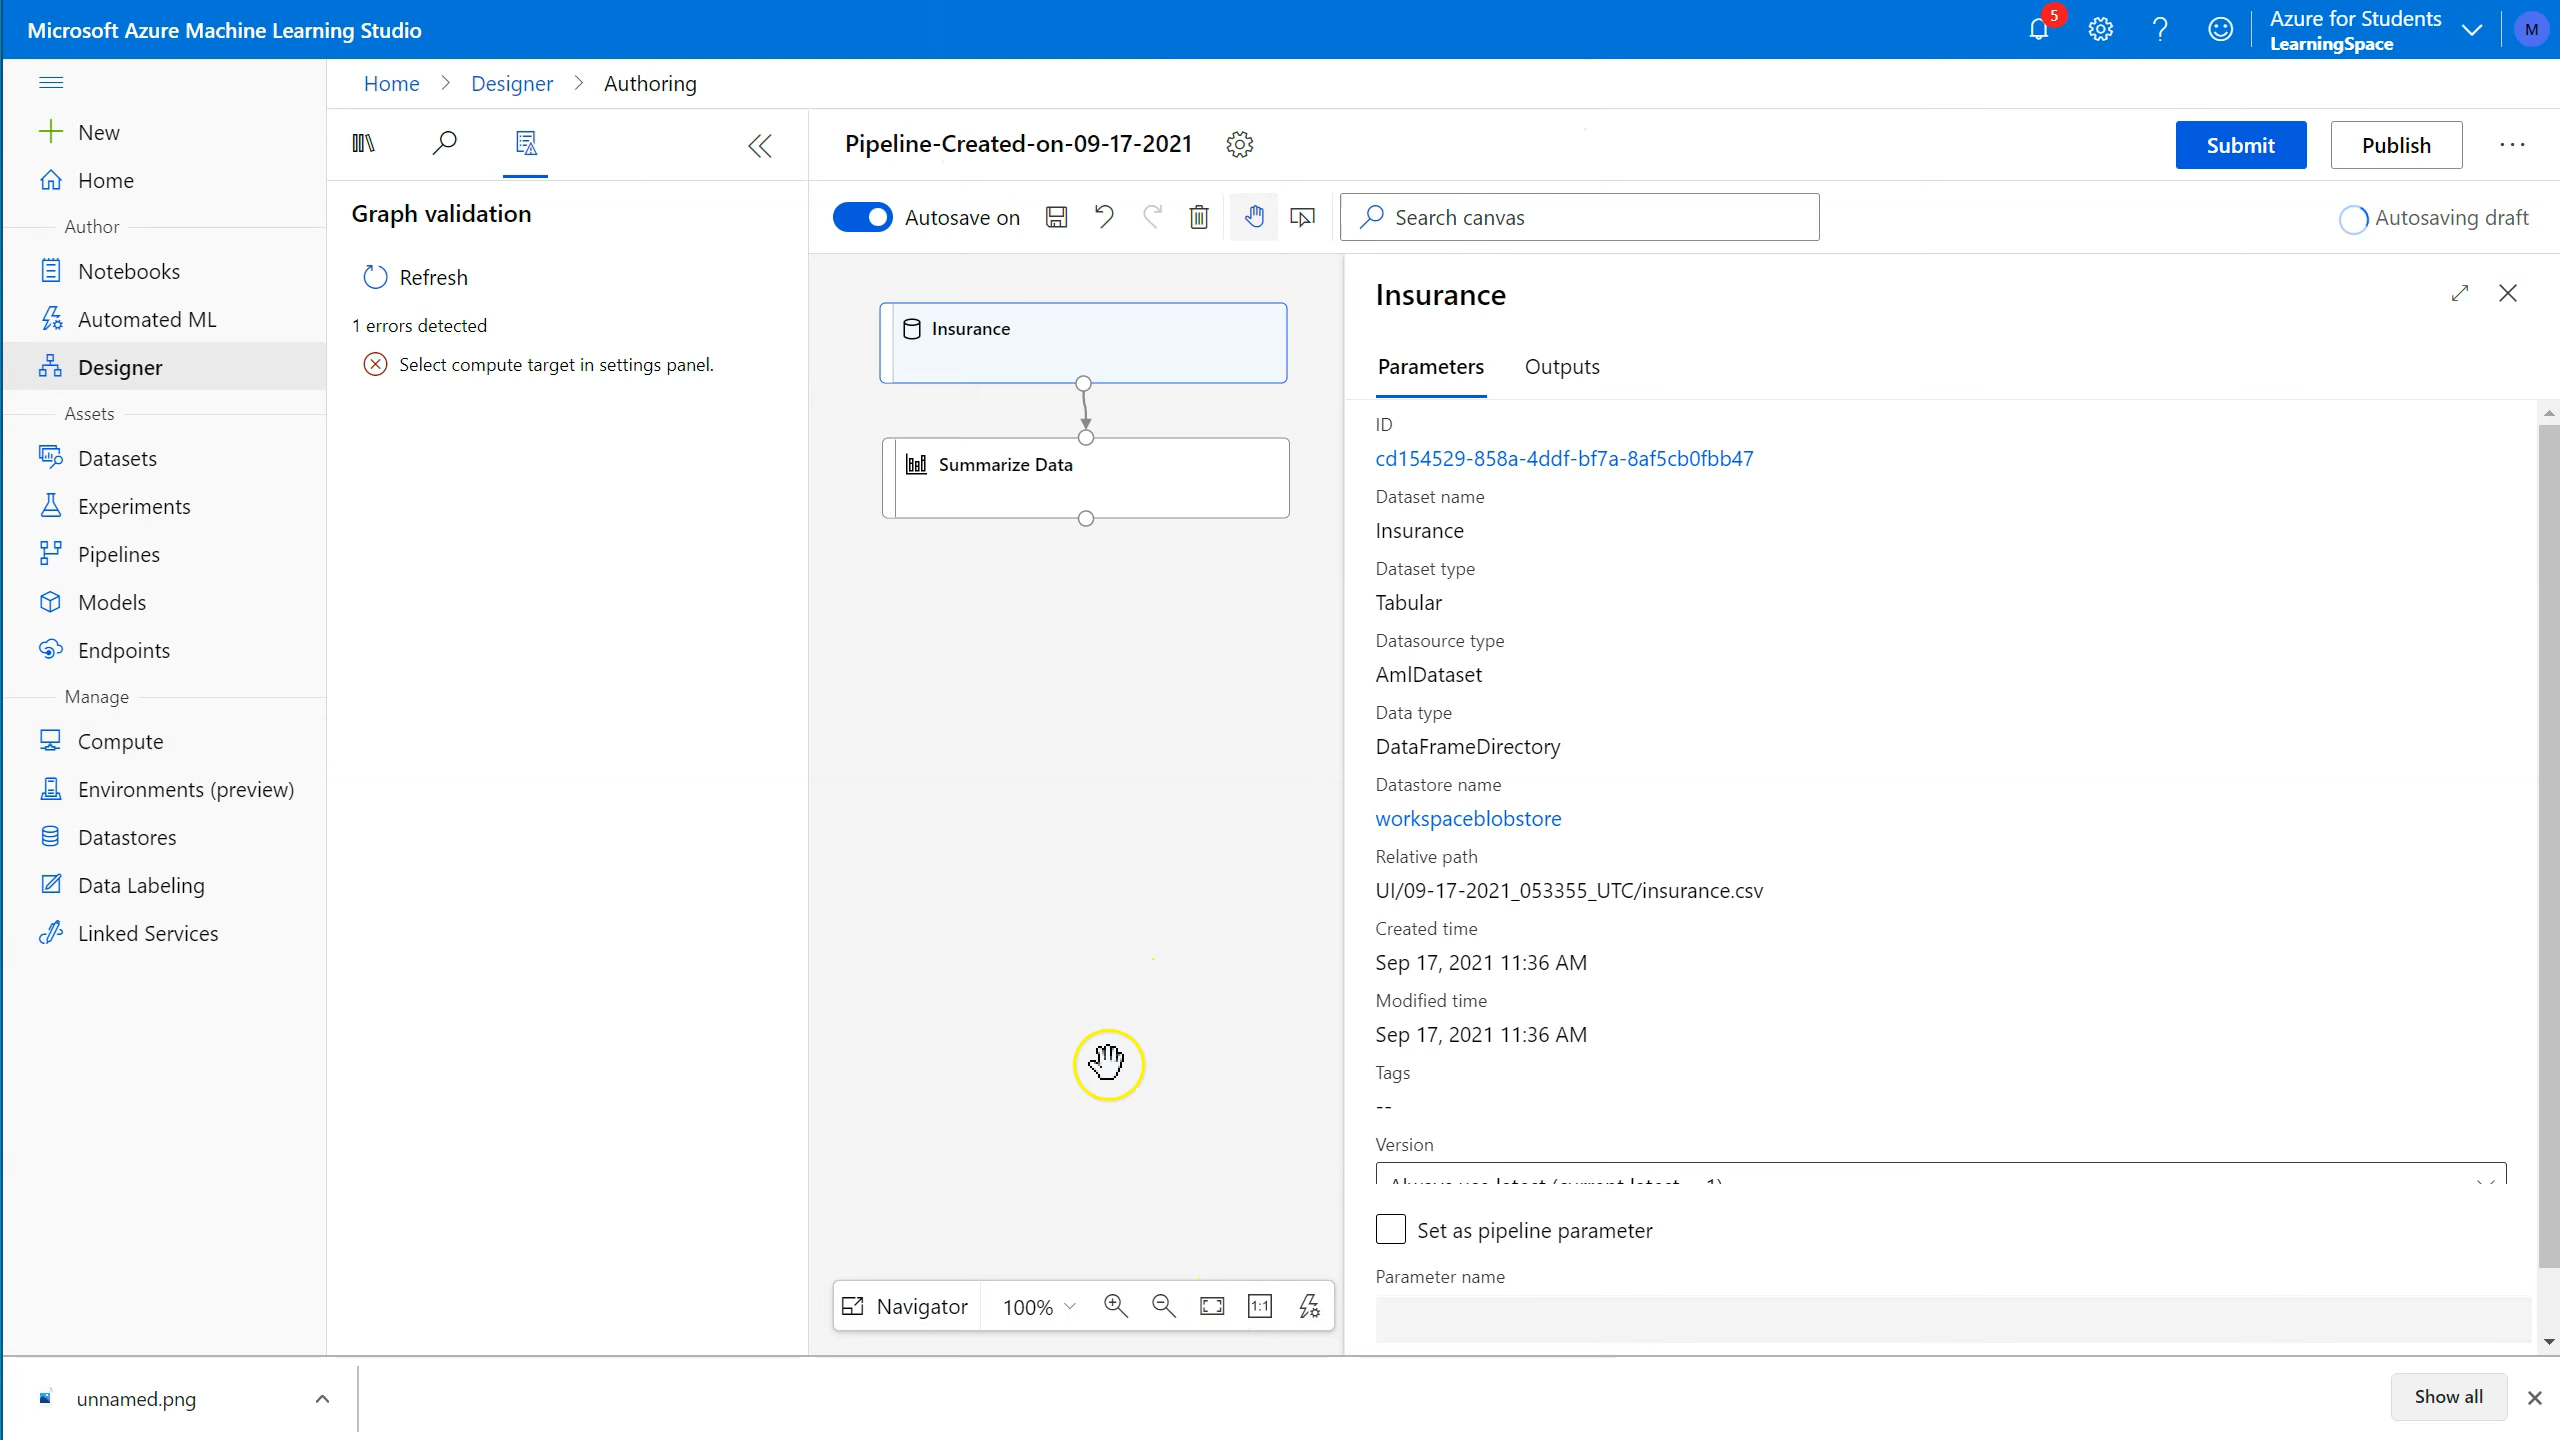 Microsoft Azure Machine Learning Studio
5
Azure for Students
LearningSpace
M
Home > Designer > Authoring
New
Home
Author
Notebooks
Automated ML
Designer
Assets
Datasets
Experiments
Pipelines
Models
Endpoints
Manage
Compute
Environments (preview)
Datastores
Data Labeling
Linked Services
Graph validation
Refresh
1 errors detected
Select compute target in settings panel.
Pipeline-Created-on-09-17-2021
Submit
Publish
Autosave on
Search canvas
Autosaving draft
Insurance
Summarize Data
Navigator
100%
1:1
Insurance
Parameters
Outputs
ID
cd154529-858a-4ddf-bf7a-8af5cb0fbb47
Dataset name
Insurance
Dataset type
Tabular
Datasource type
AmlDataset
Data type
DataFrameDirectory
Datastore name
workspaceblobstore
Relative path
UI/09-17-2021_053355_UTC/insurance.csv
Created time
Sep 17, 2021 11:36 AM
Modified time
Sep 17, 2021 11:36 AM
Tags
--
Version
Set as pipeline parameter
Parameter name
unnamed.png
Show all